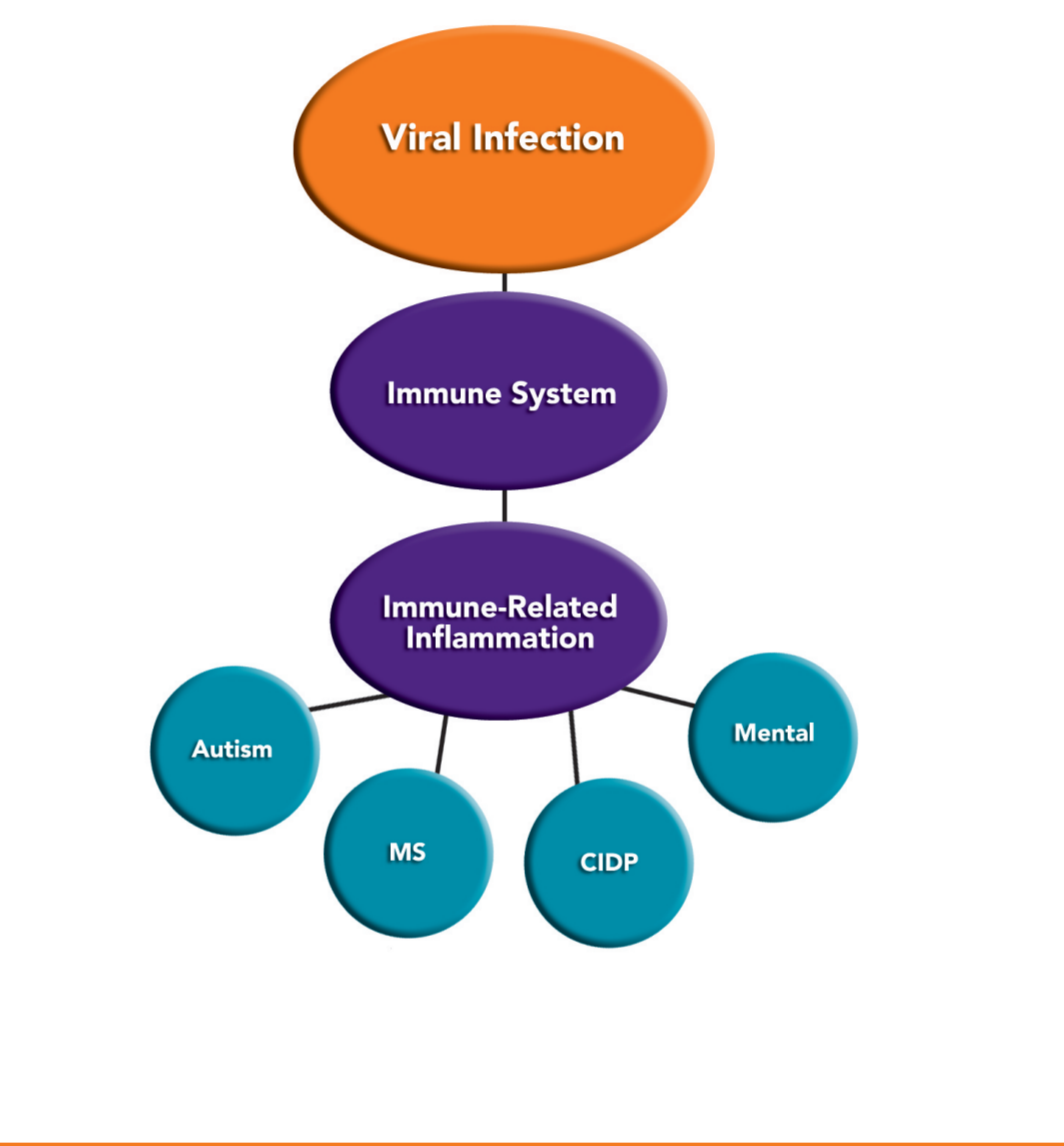 Viral Infection
Immune System
Immune-Related
Inflammation
Autism
MS
CIDP
Mental